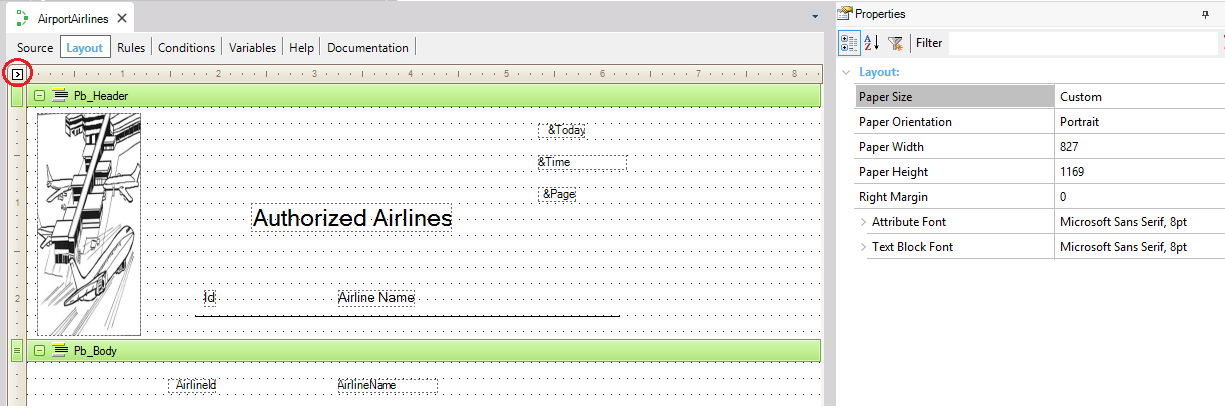 AirportAirlines
Properties
Source Layout Rules Conditions Variables Help Documentation
Filter
1 2 3 4 5 6 7 8
Layout:
Pb_Header
Paper Size Custom
Paper Orientation Portrait
Paper Width 827
Paper Height 1169
Right Margin 0
Attribute Font Microsoft Sans Serif, 8pt
Text Block Font Microsoft Sans Serif, 8pt
&Today
&Time
&Page
1
Authorized Airlines
2
Id Airline Name
Pb_Body
AirlineId AirlineName